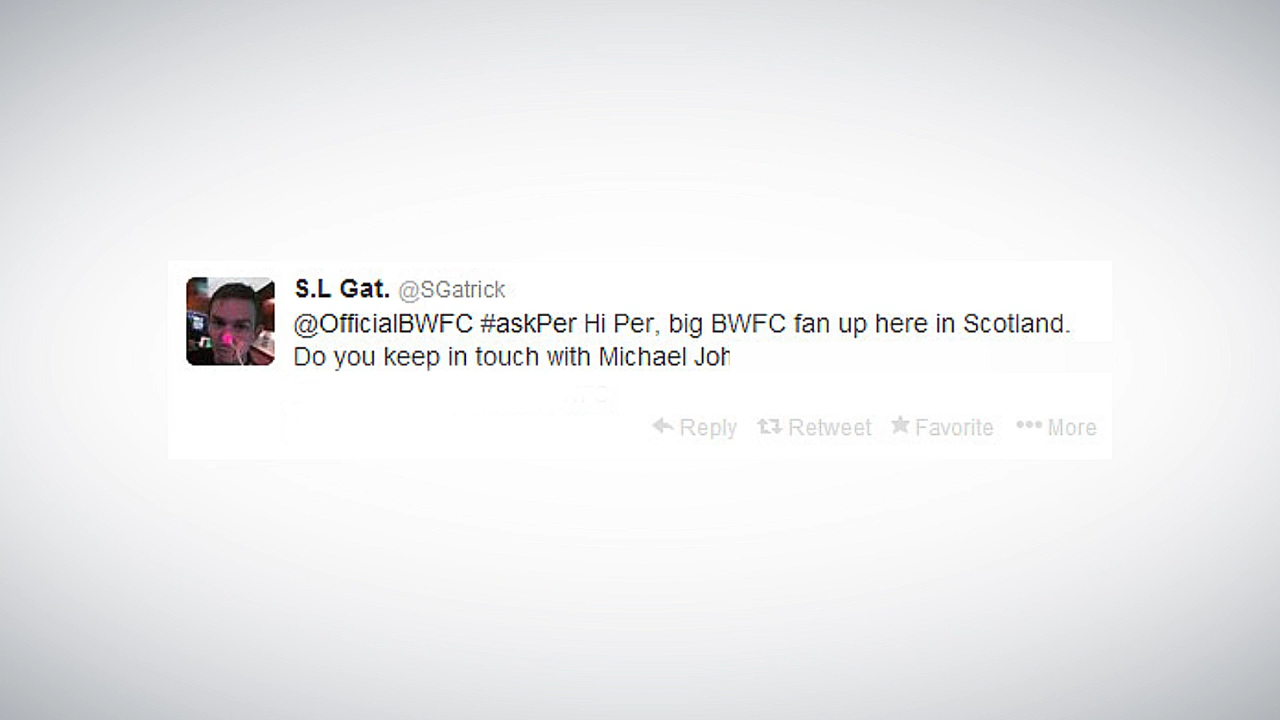 S.L Gat. @SGatrick
@OfficialBWFC #askPer Hi Per, big BWFC fan up here in Scotland.
Do you keep in touch with Michael Joh
Reply Retweet Favorite More